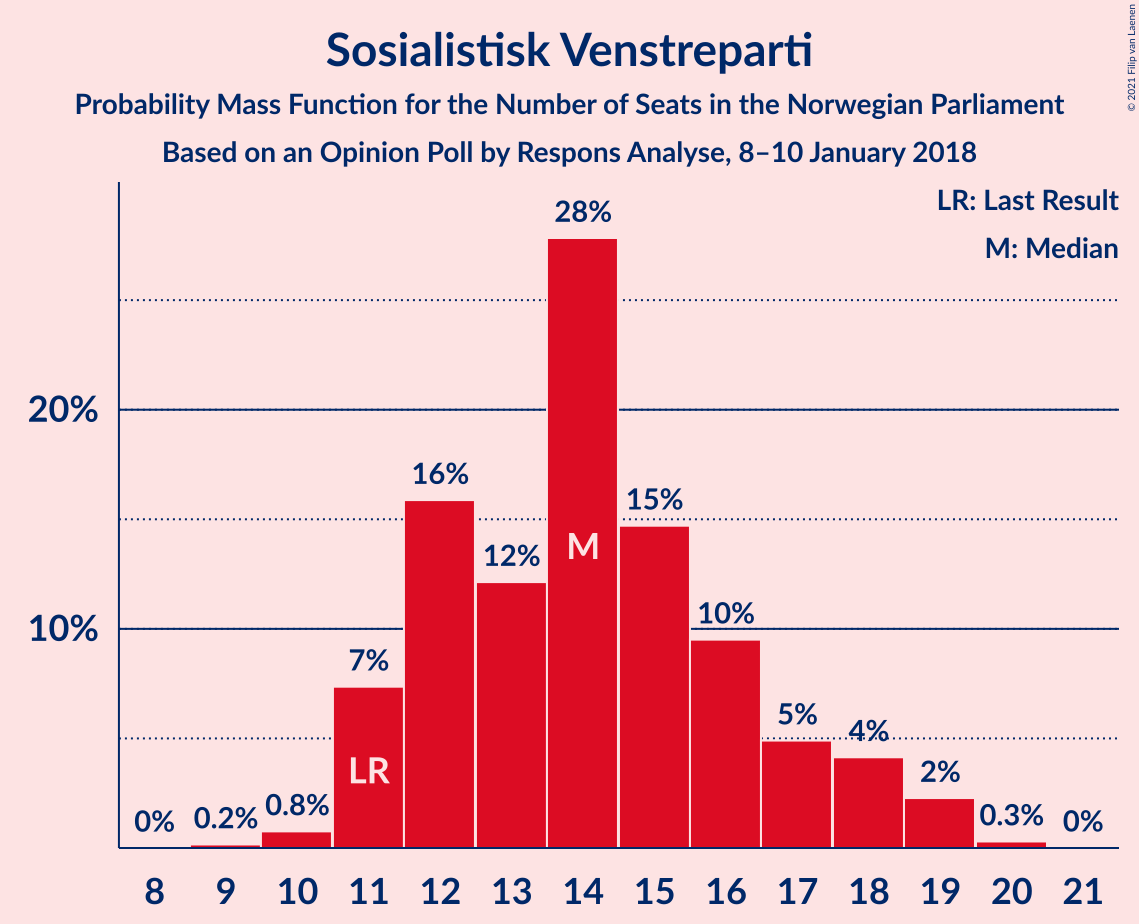 Sosialistisk Venstreparti
Probability Mass Function for the Number of Seats in the Norwegian Parliament
Based on an Opinion Poll by Respons Analyse, 8–10 January 2018
© 2021 Filip van Laenen
LR: Last Result
M: Median
20%
10%
0%
0.2%
0.8%
7%
16%
12%
28%
15%
10%
5%
4%
2%
0.3%
0%
LR
M
8 9 10 11 12 13 14 15 16 17 18 19 20 21